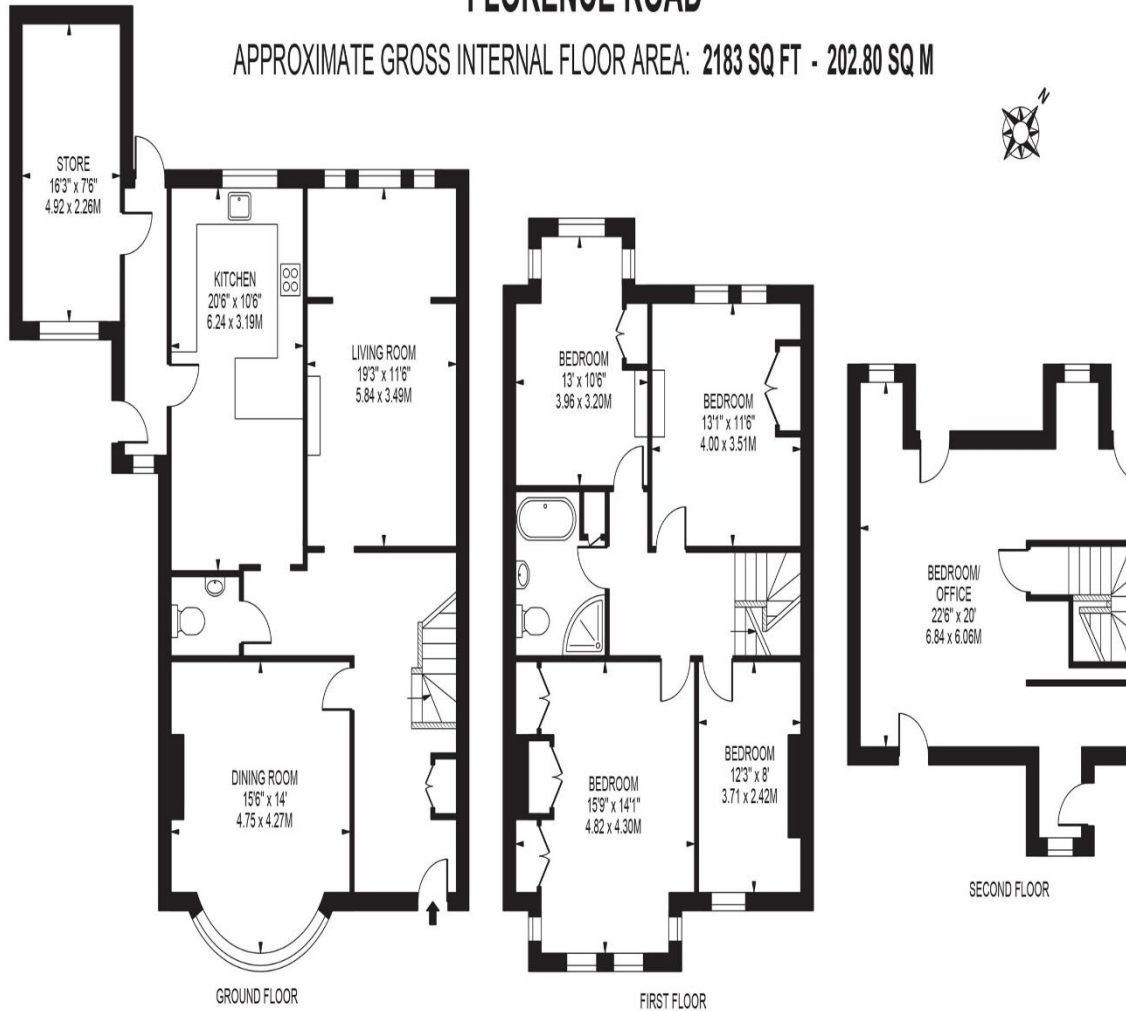 FLORENCE ROAD
APPROXIMATE GROSS INTERNAL FLOOR AREA: 2183 SQ FT - 202.80 SQ M
N
STORE
16'3" x 7'6"
4.92 x 2.26M
KITCHEN
20'6" x 10'6"
6.24 x 3.19M
LIVING ROOM
19'3" x 11'6"
5.84 x 3.49M
DINING ROOM
15'6" x 14'
4.75 x 4.27M
GROUND FLOOR
BEDROOM
13' x 10'6"
3.96 x 3.20M
BEDROOM
13'1" x 11'6"
4.00 x 3.51M
BEDROOM
15'9" x 14'1"
4.82 x 4.30M
BEDROOM
12'3" x 8'
3.71 x 2.42M
FIRST FLOOR
BEDROOM/
OFFICE
22'6" x 20'
6.84 x 6.06M
SECOND FLOOR